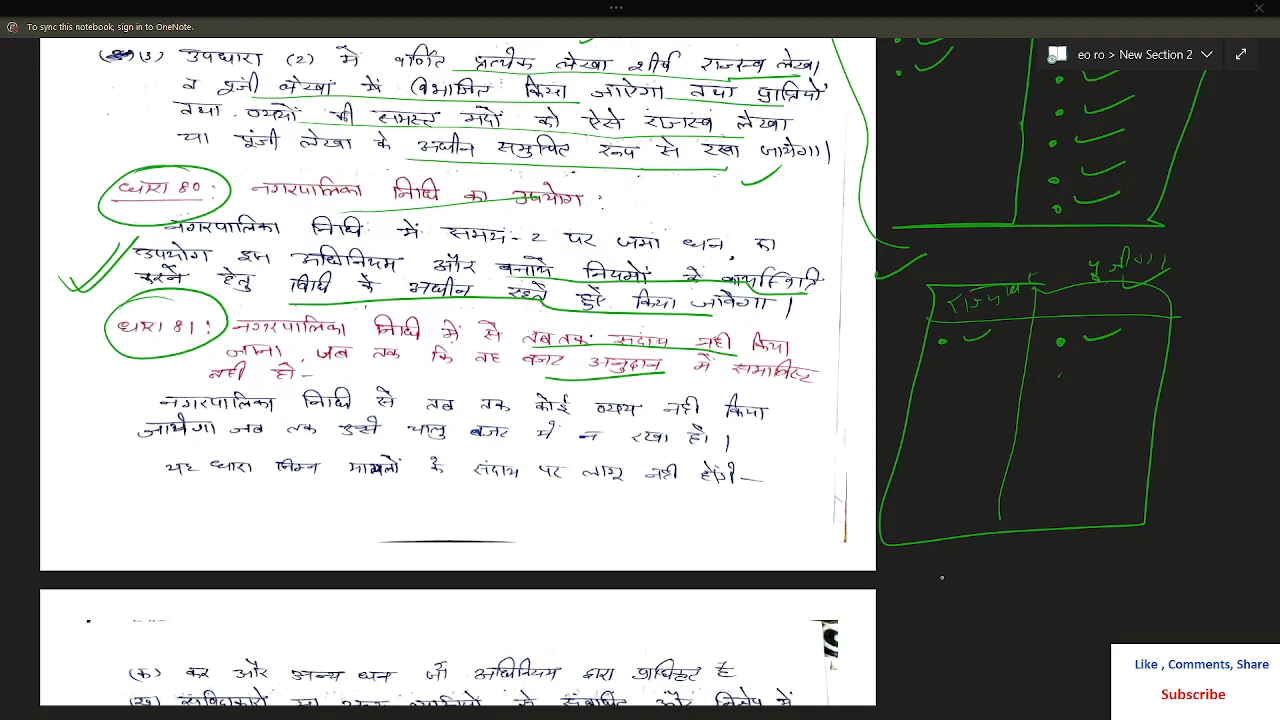 To sync this notebook, sign in to OneNote.
eo ro > New Section 2
(3) उपधारा (2) में वर्णित प्रत्येक लेखा शीर्ष राजस्व लेखा
व पूंजी लेखा में विभाजित किया जाएगा तथा प्राप्तियों
तथा व्ययों की समस्त मदों को ऐसे राजस्व लेखा
या पूंजी लेखा के अधीन समुचित रूप से रखा जायेगा।
धारा 80: नगरपालिका निधि का उपयोग:
नगरपालिका निधि में समय-2 पर जमा धन का
उपयोग इस अधिनियम और बनाये नियमों के
करने हेतु विधि के अधीन रहते हुए किया जावेगा।
धारा 81: नगरपालिका निधि में से तब तक संदाय नहीं किया
जाना, जब तक कि वह बजट अनुदान में समाविष्ट
नहीं हो-
नगरपालिका निधि से तब तक कोई व्यय नहीं किया
जायेगा जब तक उसे चालु बजट में न रखा हो।
यह धारा निम्न मामलों के संदाय पर लागू नहीं होगी-
(क) कर और अन्य धन जो अधिनियम द्वारा प्राधिकृत है
Like , Comments, Share
Subscribe